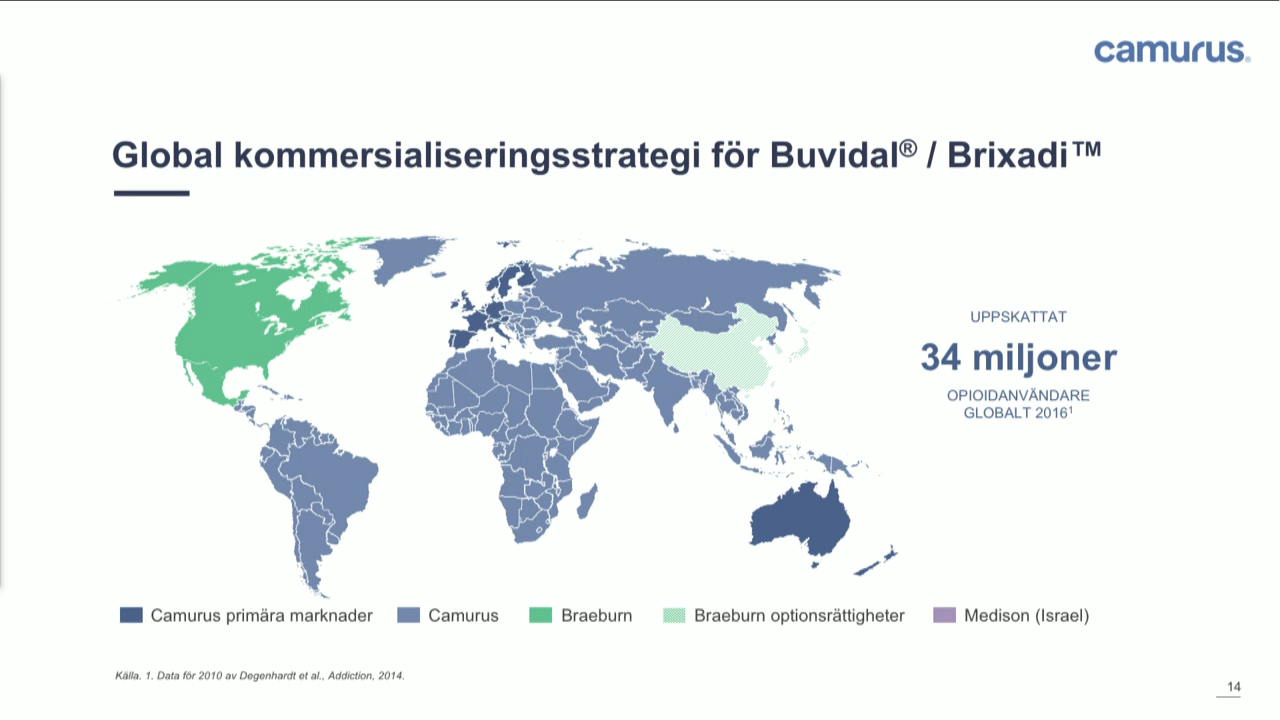 camurus®
Global kommersialiseringsstrategi för Buvidal® / Brixadi™
UPPSKATTAT
34 miljoner
OPIOIDANVÄNDARE
GLOBALT 2016¹
Camurus primära marknader
Camurus
Braeburn
Braeburn optionsrättigheter
Medison (Israel)
Källa. 1. Data för 2010 av Degenhardt et al., Addiction, 2014.
14